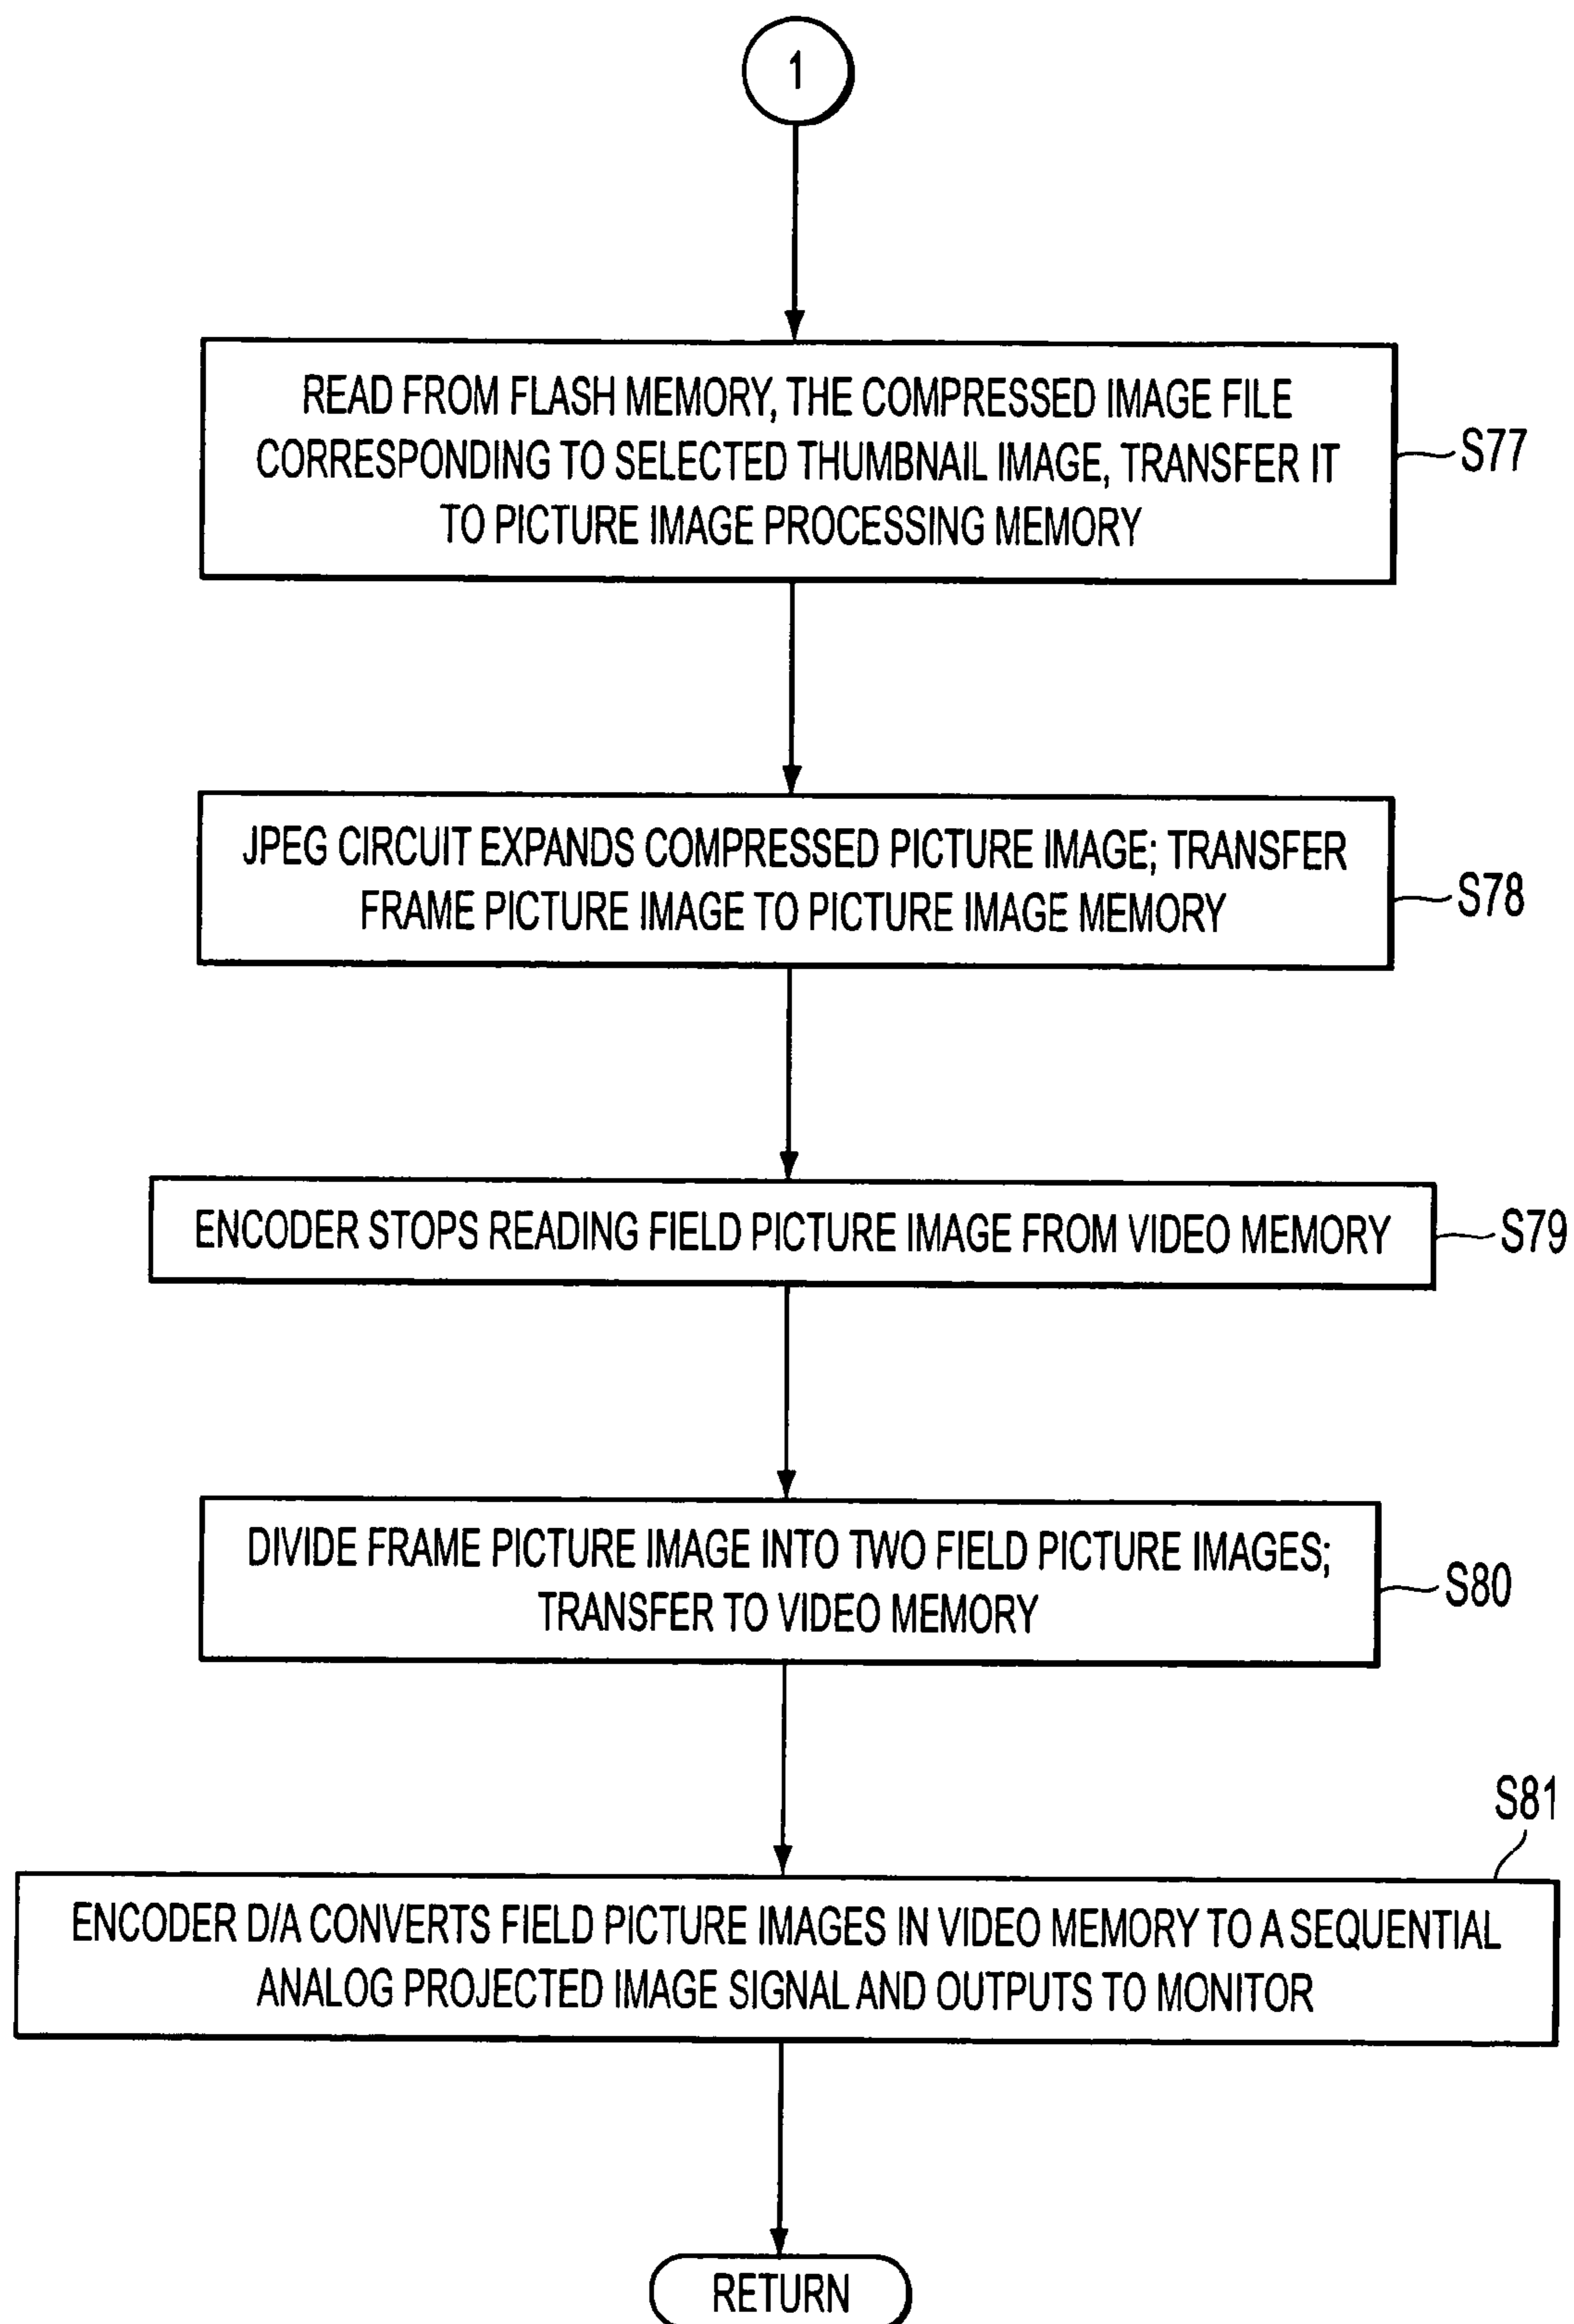 1
READ FROM FLASH MEMORY, THE COMPRESSED IMAGE FILE
CORRESPONDING TO SELECTED THUMBNAIL IMAGE, TRANSFER IT
TO PICTURE IMAGE PROCESSING MEMORY
S77
JPEG CIRCUIT EXPANDS COMPRESSED PICTURE IMAGE; TRANSFER
FRAME PICTURE IMAGE TO PICTURE IMAGE MEMORY
S78
ENCODER STOPS READING FIELD PICTURE IMAGE FROM VIDEO MEMORY
S79
DIVIDE FRAME PICTURE IMAGE INTO TWO FIELD PICTURE IMAGES;
TRANSFER TO VIDEO MEMORY
S80
S81
ENCODER D/A CONVERTS FIELD PICTURE IMAGES IN VIDEO MEMORY TO A SEQUENTIAL
ANALOG PROJECTED IMAGE SIGNAL AND OUTPUTS TO MONITOR
RETURN